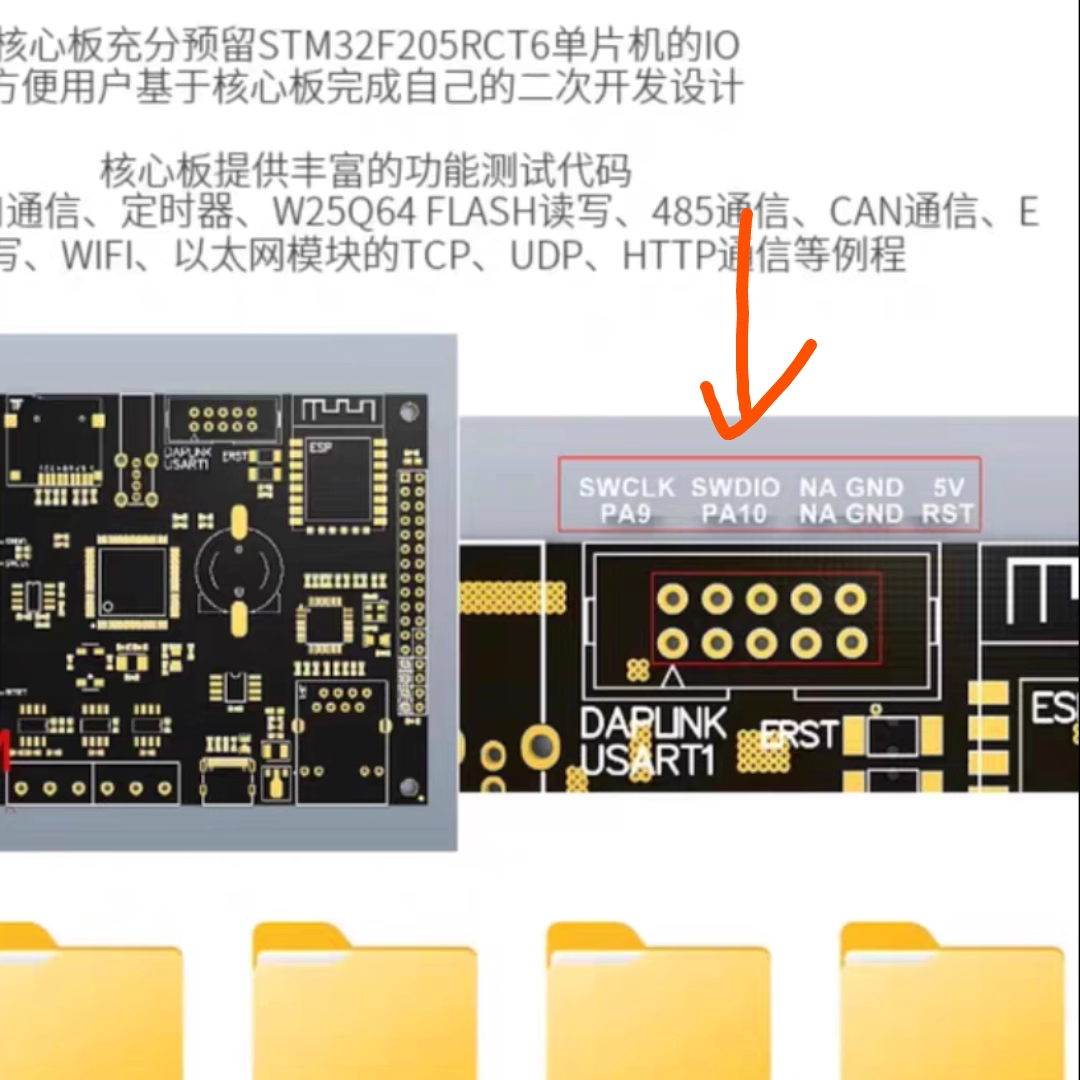 核心板充分预留STM32F205RCT6单片机的IO
方便用户基于核心板完成自己的二次开发设计
核心板提供丰富的功能测试代码
通信、定时器、W25Q64 FLASH读写、485通信、CAN通信、E
写、WIFI、以太网模块的TCP、UDP、HTTP通信等例程
SWCLK SWDIO NA GND 5V
PA9 PA10 NA GND RST
DAPLINK
USART1
ERST
ESP
DAPLINK
USART1
ERST
ES